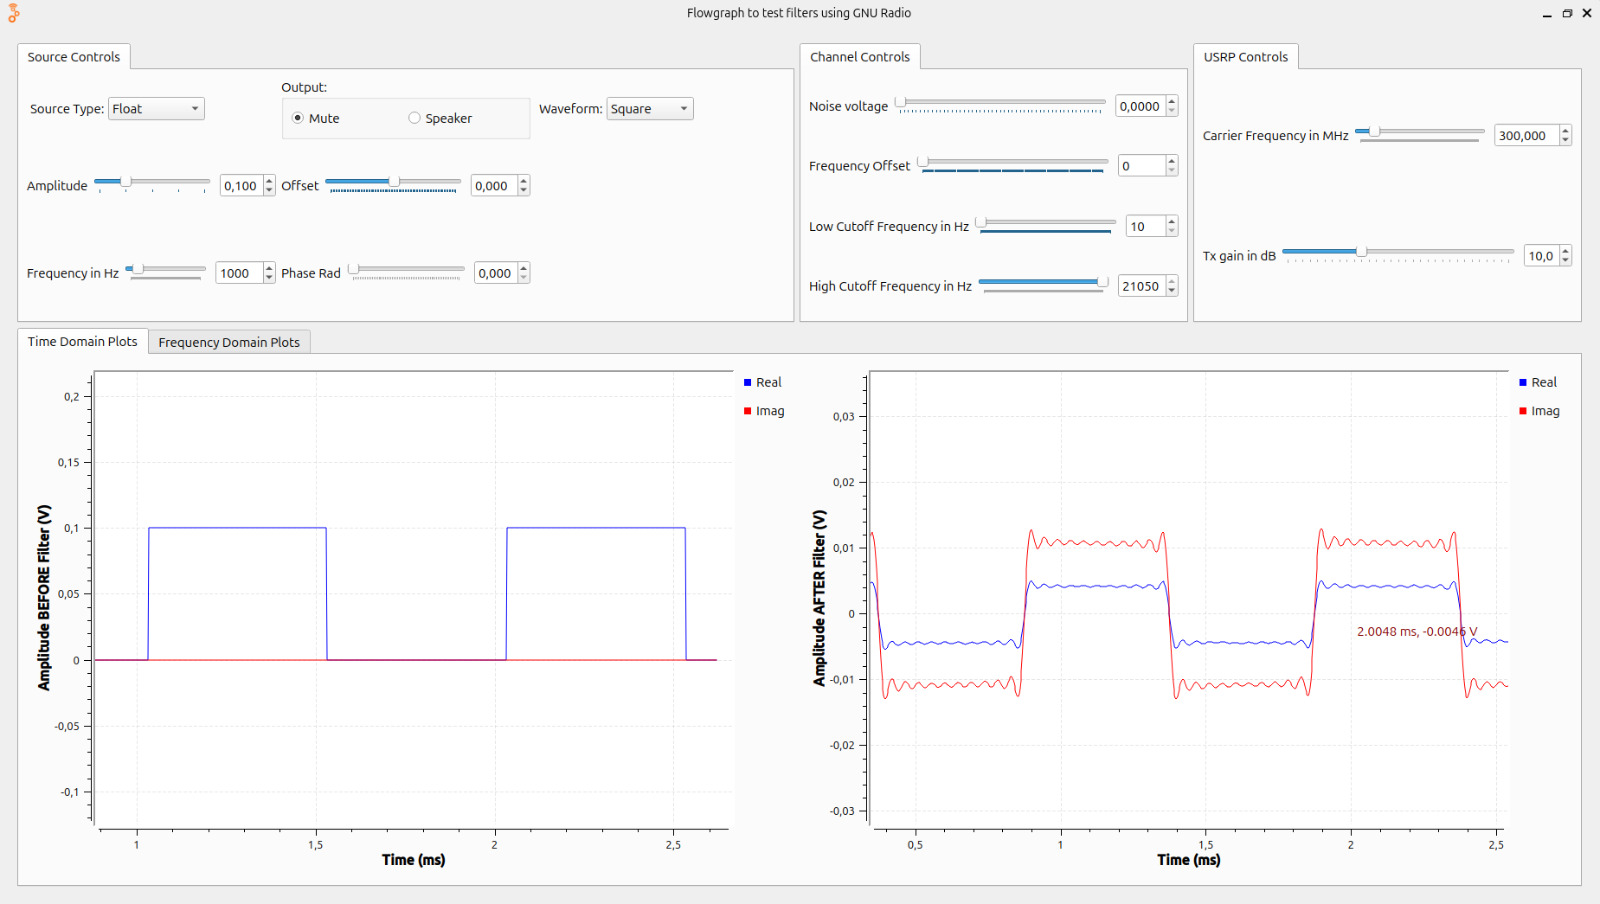 Flowgraph to test filters using GNU Radio
Source Controls
Output:
Source Type: Float
Mute
Speaker
Waveform: Square
Amplitude 0,100
Offset 0,000
Frequency in Hz 1000
Phase Rad 0,000
Channel Controls
Noise voltage 0,0000
Frequency Offset 0
Low Cutoff Frequency in Hz 10
High Cutoff Frequency in Hz 21050
USRP Controls
Carrier Frequency in MHz 300,000
Tx gain in dB 10,0
Time Domain Plots
Frequency Domain Plots
Amplitude BEFORE Filter (V)
0,2
0,15
0,1
0,05
0
-0,05
-0,1
1 1,5 2 2,5
Time (ms)
Real
Imag
Amplitude AFTER Filter (V)
0,03
0,02
0,01
0
-0,01
-0,02
-0,03
2.0048 ms, -0.0046 V
0,5 1 1,5 2 2,5
Time (ms)
Real
Imag